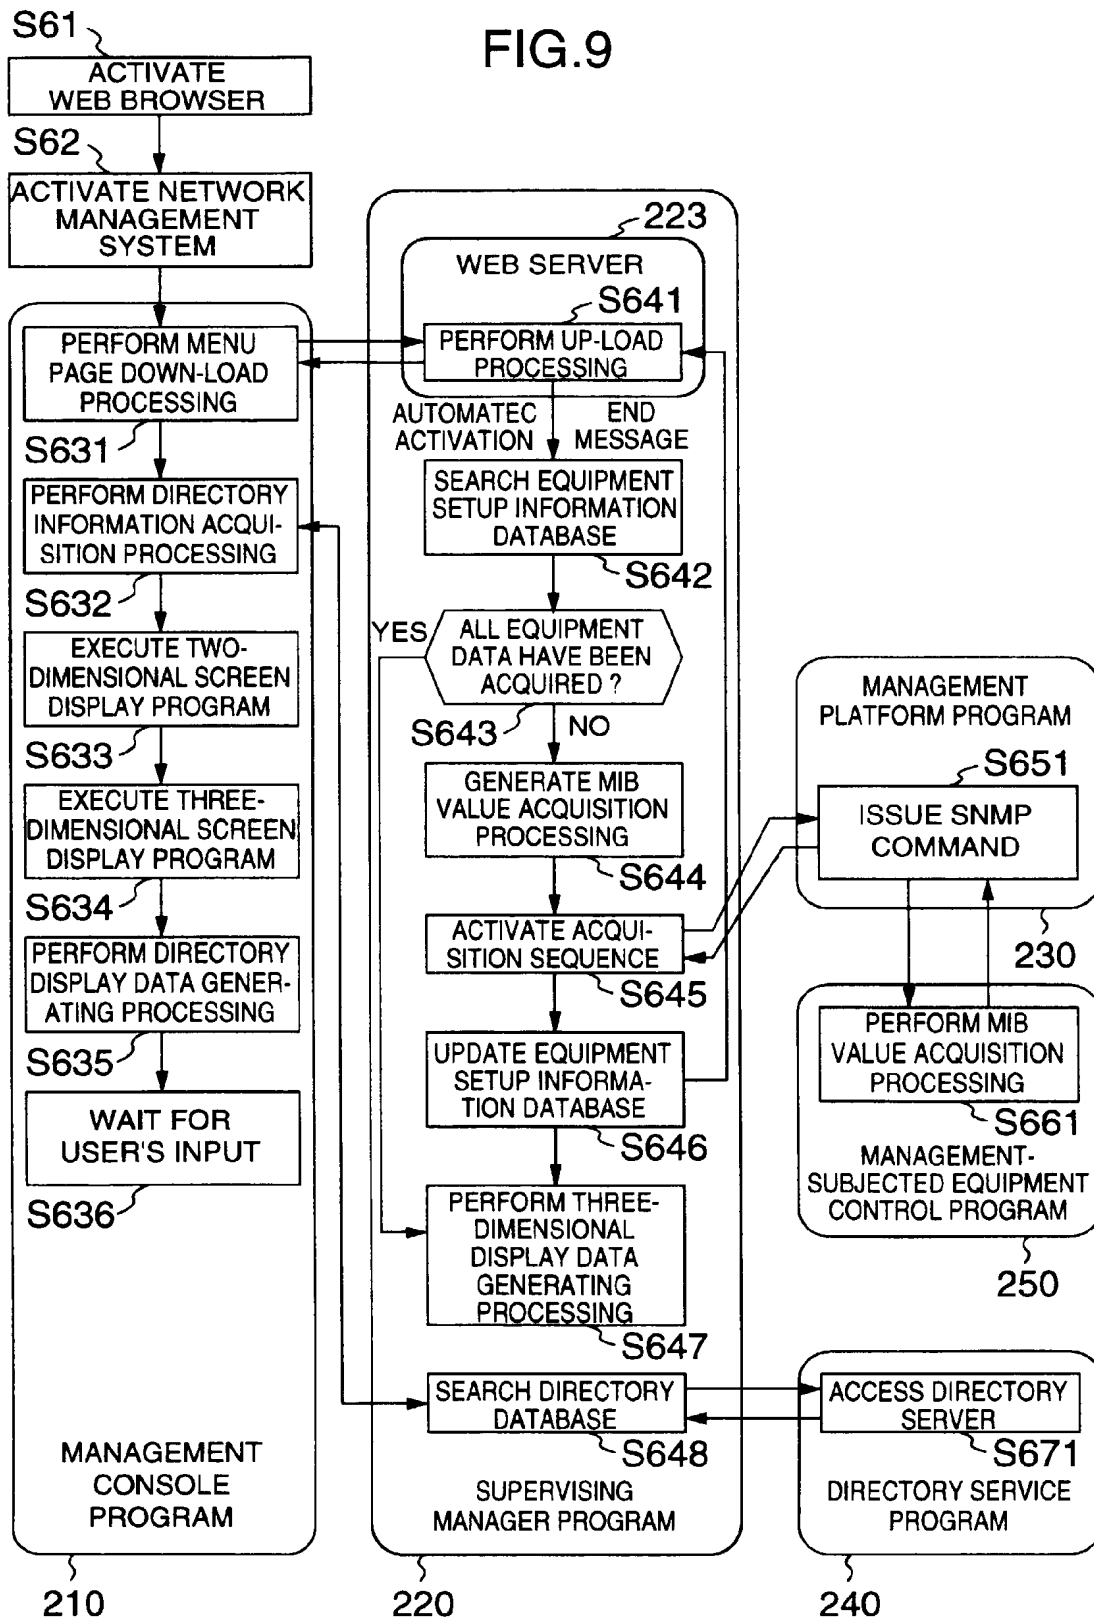 FIG.9
S61
ACTIVATE
WEB BROWSER
S62
ACTIVATE NETWORK
MANAGEMENT
SYSTEM
PERFORM MENU
PAGE DOWN-LOAD
PROCESSING
S631
PERFORM DIRECTORY
INFORMATION ACQUI-
SITION PROCESSING
S632
EXECUTE TWO-
DIMENSIONAL SCREEN
DISPLAY PROGRAM
S633
EXECUTE THREE-
DIMENSIONAL SCREEN
DISPLAY PROGRAM
S634
PERFORM DIRECTORY
DISPLAY DATA GENER-
ATING PROCESSING
S635
WAIT FOR
USER'S INPUT
S636
MANAGEMENT
CONSOLE
PROGRAM
210
223
WEB SERVER
S641
PERFORM UP-LOAD
PROCESSING
AUTOMATEC
ACTIVATION
END
MESSAGE
SEARCH EQUIPMENT
SETUP INFORMATION
DATABASE
S642
YES
ALL EQUIPMENT
DATA HAVE BEEN
ACQUIRED ?
S643
NO
GENERATE MIB
VALUE ACQUISITION
PROCESSING
S644
ACTIVATE ACQUI-
SITION SEQUENCE
S645
UPDATE EQUIPMENT
SETUP INFORMA-
TION DATABASE
S646
PERFORM THREE-
DIMENSIONAL
DISPLAY DATA
GENERATING
PROCESSING
S647
SEARCH DIRECTORY
DATABASE
S648
SUPERVISING
MANAGER PROGRAM
220
MANAGEMENT
PLATFORM PROGRAM
S651
ISSUE SNMP
COMMAND
230
PERFORM MIB
VALUE ACQUISITION
PROCESSING
S661
MANAGEMENT-
SUBJECTED EQUIPMENT
CONTROL PROGRAM
250
ACCESS DIRECTORY
SERVER
S671
DIRECTORY SERVICE
PROGRAM
240